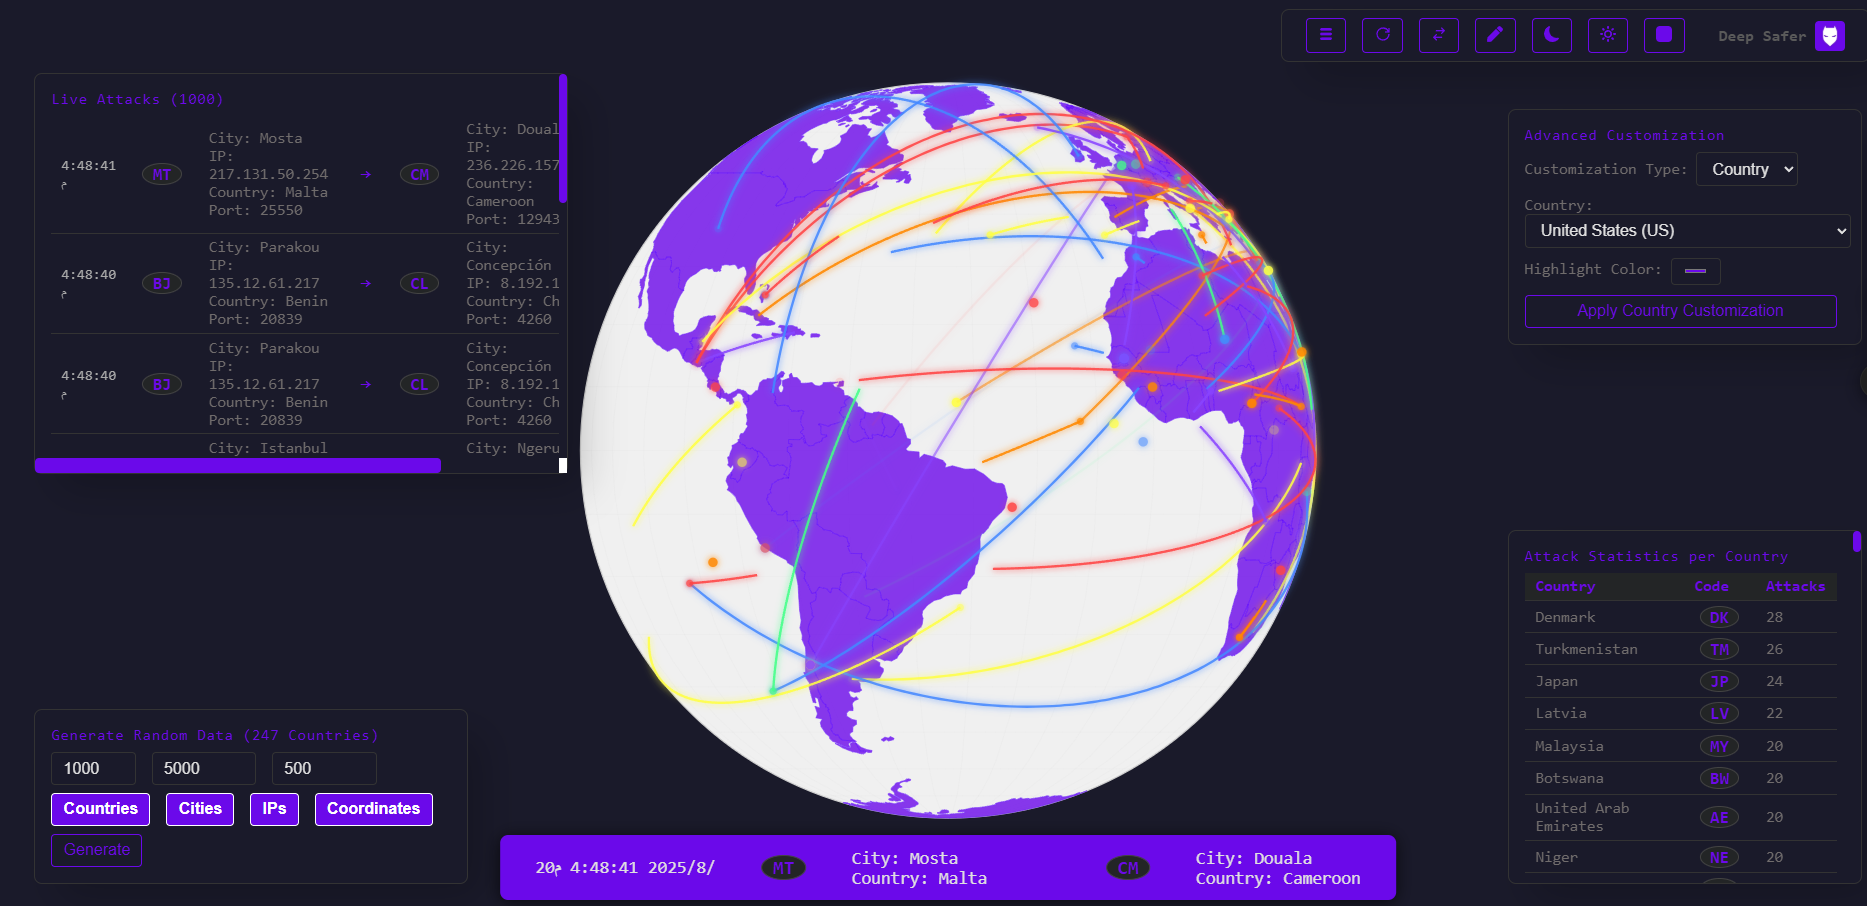 Deep Safer
Live Attacks (1000)
4:48:41
م
MT
City: Mosta
IP:
217.131.50.254
Country: Malta
Port: 25550
→
CM
City: Doual
IP:
236.226.157
Country:
Cameroon
Port: 12943
4:48:40
م
BJ
City: Parakou
IP:
135.12.61.217
Country: Benin
Port: 20839
→
CL
City:
Concepción
IP: 8.192.1
Country: Ch
Port: 4260
4:48:40
م
BJ
City: Parakou
IP:
135.12.61.217
Country: Benin
Port: 20839
→
CL
City:
Concepción
IP: 8.192.1
Country: Ch
Port: 4260
City: Istanbul
City: Ngeru
Advanced Customization
Customization Type: Country
Country:
United States (US)
Highlight Color:
Apply Country Customization
Attack Statistics per Country
Country Code Attacks
Denmark DK 28
Turkmenistan TM 26
Japan JP 24
Latvia LV 22
Malaysia MY 20
Botswana BW 20
United Arab
Emirates AE 20
Niger NE 20
Generate Random Data (247 Countries)
1000 5000 500
Countries Cities IPs Coordinates
Generate
20م 4:48:41 2025/8/
MT
City: Mosta
Country: Malta
CM
City: Douala
Country: Cameroon